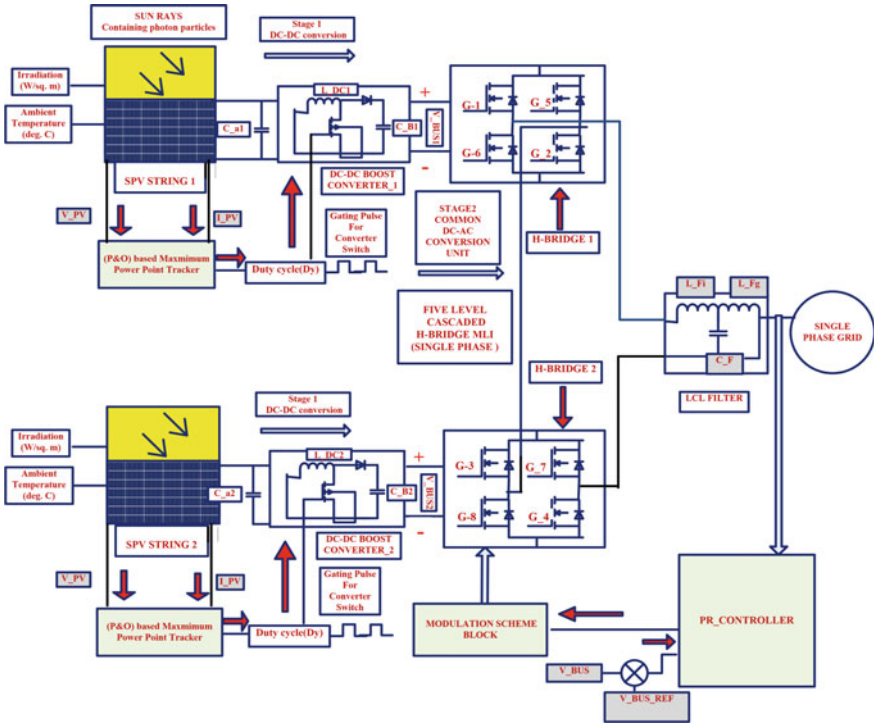 SUN RAYS
Containing photon particles
Stage 1
DC-DC conversion
Irradiation
(W/sq. m)
Ambient
Temperature
(deg. C)
L_DC1
C_a1
C_B1
+
V_BUS1
-
G-1
G_5
G-6
G_2
SPV STRING 1
DC-DC BOOST
CONVERTER_1
V_PV
I_PV
Gating Pulse
For
Converter
Switch
STAGE2
COMMON
DC-AC
CONVERSION
UNIT
H-BRIDGE 1
(P&O) based Maxmimum
Power Point Tracker
Duty cycle(Dy)
L_Fi
L_Fg
FIVE LEVEL
CASCADED
H-BRIDGE MLI
(SINGLE PHASE )
SINGLE
PHASE GRID
C_F
H-BRIDGE 2
LCL FILTER
Stage 1
DC-DC conversion
Irradiation
(W/sq. m)
Ambient
Temperature
(deg. C)
L_DC2
C_a2
C_B2
+
V_BUS2
-
G-3
G_7
G-8
G_4
SPV STRING 2
DC-DC BOOST
CONVERTER_2
V_PV
I_PV
Gating Pulse
For
Converter
Switch
(P&O) based Maxmimum
Power Point Tracker
Duty cycle(Dy)
MODULATION SCHEME
BLOCK
PR_CONTROLLER
V_BUS
V_BUS_REF